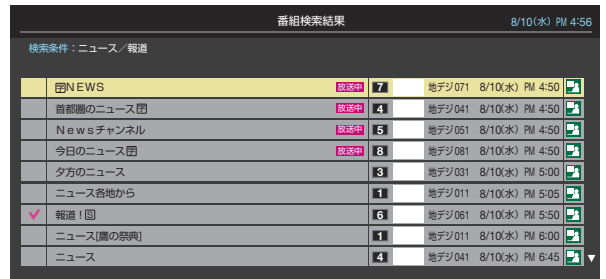 番組検索結果 8/10(水) PM 4:56
検索条件：ニュース／報道
字NEWS 放送中 7 地デジ071 8/10(水) PM 4:50
首都圏のニュース字 放送中 4 地デジ041 8/10(水) PM 4:50
Newsチャンネル 放送中 5 地デジ051 8/10(水) PM 4:50
今日のニュース字 放送中 8 地デジ081 8/10(水) PM 4:50
夕方のニュース 3 地デジ031 8/10(水) PM 5:00
ニュース各地から 1 地デジ011 8/10(水) PM 5:05
報道！S 6 地デジ061 8/10(水) PM 5:50
ニュース[鷹の祭典] 1 地デジ011 8/10(水) PM 6:00
ニュース 4 地デジ041 8/10(水) PM 6:45